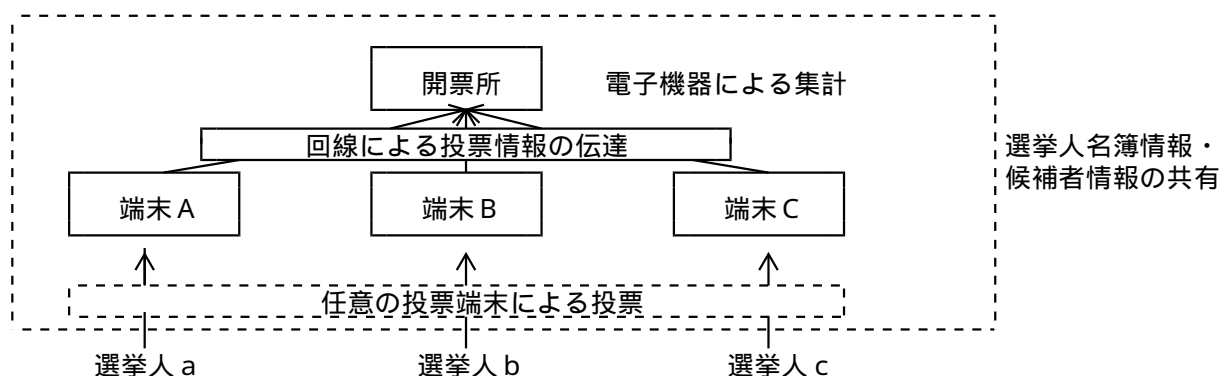 開票所
電子機器による集計
回線による投票情報の伝達
選挙人名簿情報・
候補者情報の共有
端末A
端末B
端末C
任意の投票端末による投票
選挙人a
選挙人b
選挙人c